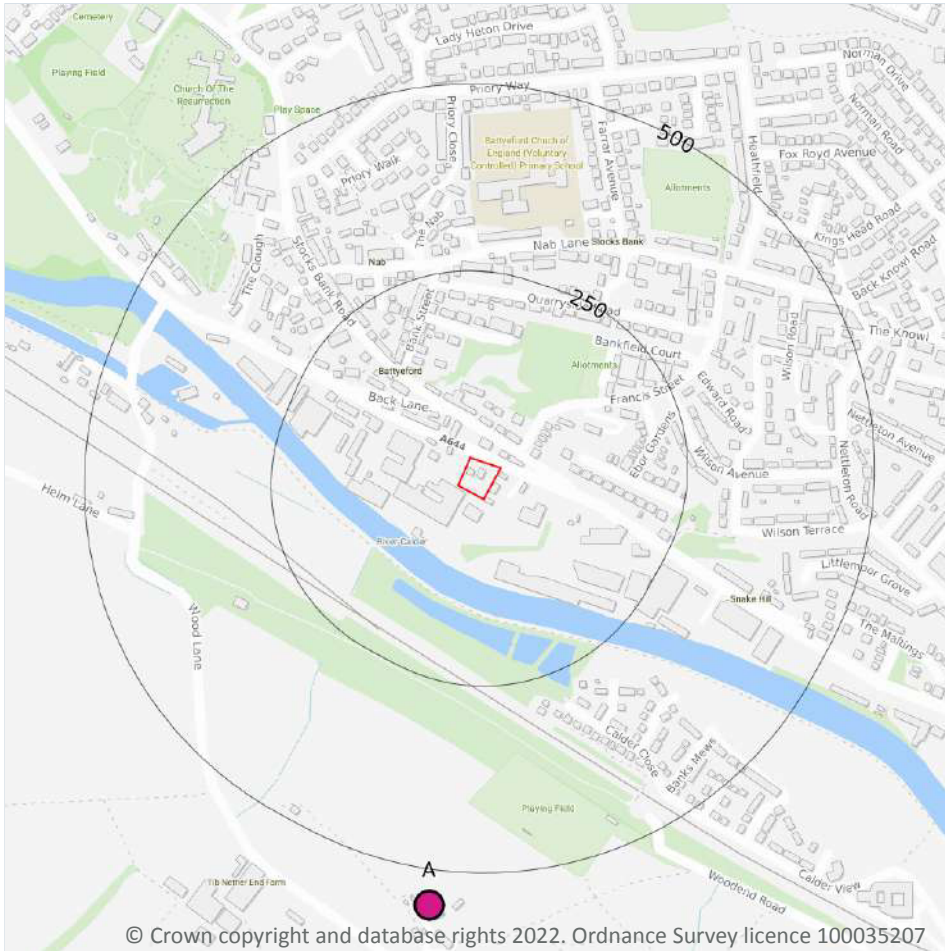 Cemetery
Lady Heton Drive
Norman Drive
Playing Field
Church Of The
Resurrection
Priory Way
Norman Road
Play Space
Priory Close
500
Battyeford Church of
England (Voluntary
Controlled) Primary School
Farrar Avenue
Heathfield
Fox Royd Avenue
Priory Walk
Allotments
The Nab
Kings Head Road
Nab Lane
Stocks Bank
Back Knowl Road
The Clough
Stocks Bank Road
Nab
250
Bank Street
Quarry
Road
The Knowl
Wilson Road
Bankfield Court
Allotments
Battyeford
Francis Street
Back Lane
Edward Road
Nettleton Avenue
A644
Ebor Gardens
Wilson Avenue
Nettleton Road
Helm Lane
River Calder
Wilson Terrace
Littlemoor Grove
Snake Hill
Wood Lane
The Maltings
Calder Close
Banks Mews
Playing Field
A
Tib Nether End Farm
Calder View
Woodend Road
© Crown copyright and database rights 2022. Ordnance Survey licence 100035207